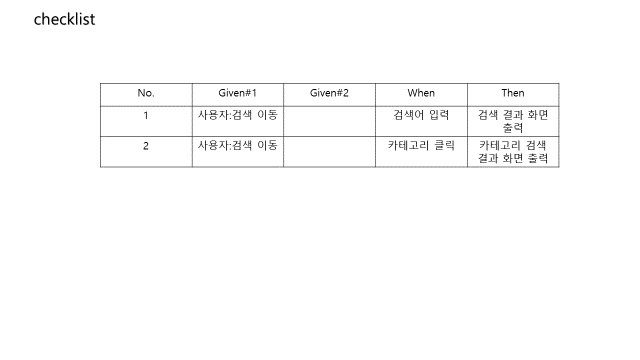 checklist
No. Given#1 Given#2 When Then
1 사용자:검색 이동 검색어 입력 검색 결과 화면
출력
2 사용자:검색 이동 카테고리 클릭 카테고리 검색
결과 화면 출력